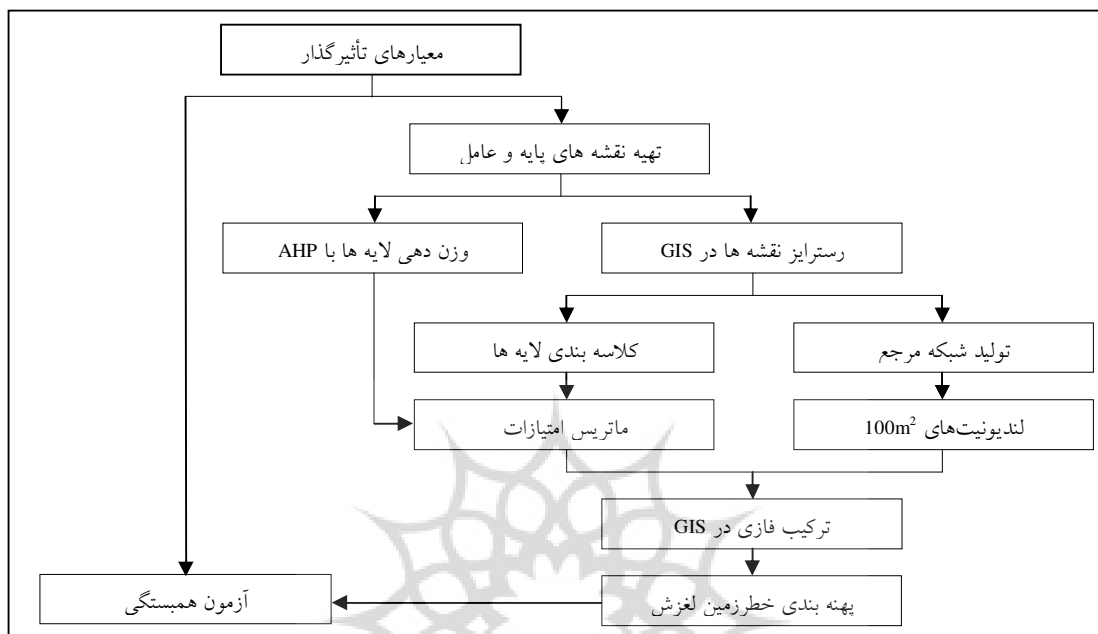 معیارهای تأثیرگذار
تهیه نقشه های پایه و عامل
رسترایز نقشه ها در GIS
وزن دهی لایه ها با AHP
تولید شبکه مرجع
کلاسه بندی لایه ها
لندیونیت‌های 100m²
ماتریس امتیازات
ترکیب فازی در GIS
پهنه بندی خطرزمین لغزش
آزمون همبستگی